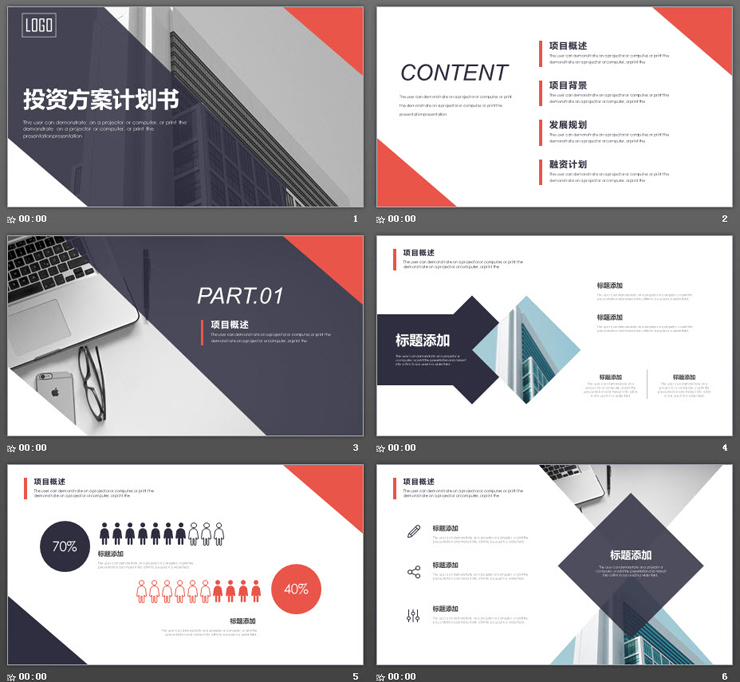 LOGO
投资方案计划书
The user can demonstrate on a projector or computer, or print the
demonstrate on a projector or computer, or print the
presentationpresentation
00:00
1
CONTENT
The user can demonstrate on a projector or computer, or print
the user can demonstrate on a projector or computer, or print the
presentationpresentation
项目概述
The user can demonstrate on a projector or computer, or print the
demonstrate on a projector or computer, or print the
项目背景
The user can demonstrate on a projector or computer, or print the
demonstrate on a projector or computer, or print the
发展规划
The user can demonstrate on a projector or computer, or print the
demonstrate on a projector or computer, or print the
融资计划
The user can demonstrate on a projector or computer, or print the
demonstrate on a projector or computer, or print the
00:00
2
PART.01
项目概述
The user can demonstrate on a projector or computer, or print the
demonstrate on a projector or computer, or print the
00:00
3
项目概述
The user can demonstrate on a projector or computer, or print the
demonstrate on a projector or computer, or print the
标题添加
标题添加
标题添加
标题添加
标题添加
00:00
4
项目概述
The user can demonstrate on a projector or computer, or print the
demonstrate on a projector or computer, or print the
70%
标题添加
40%
标题添加
00:00
5
项目概述
The user can demonstrate on a projector or computer, or print the
demonstrate on a projector or computer, or print the
标题添加
标题添加
标题添加
标题添加
00:00
6